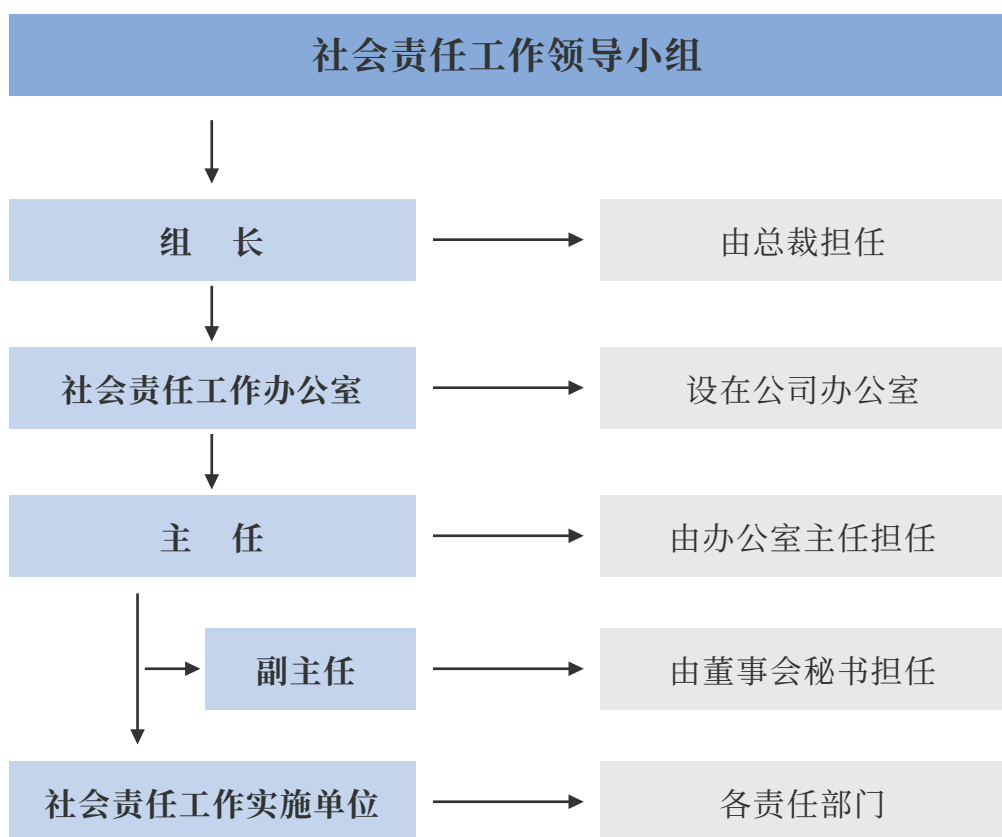 社会责任工作领导小组
组 长
由总裁担任
社会责任工作办公室
设在公司办公室
主 任
由办公室主任担任
副主任
由董事会秘书担任
社会责任工作实施单位
各责任部门